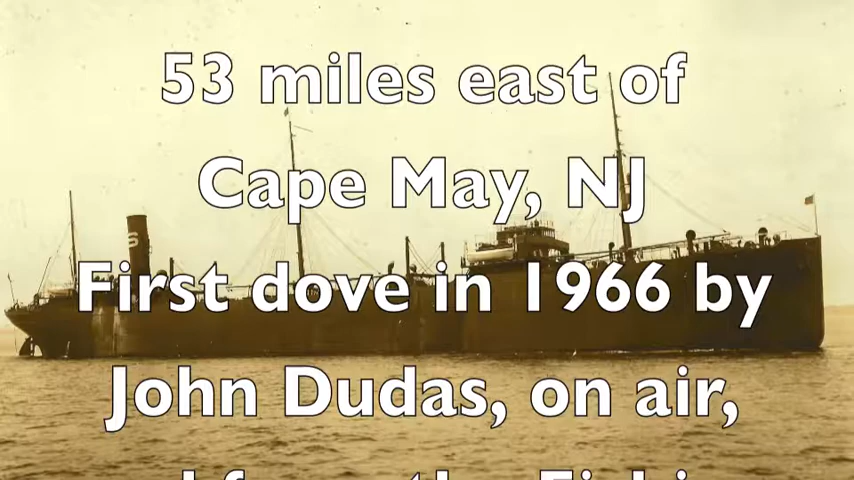 53 miles east of
Cape May, NJ
First dove in 1966 by
John Dudas, on air,
S